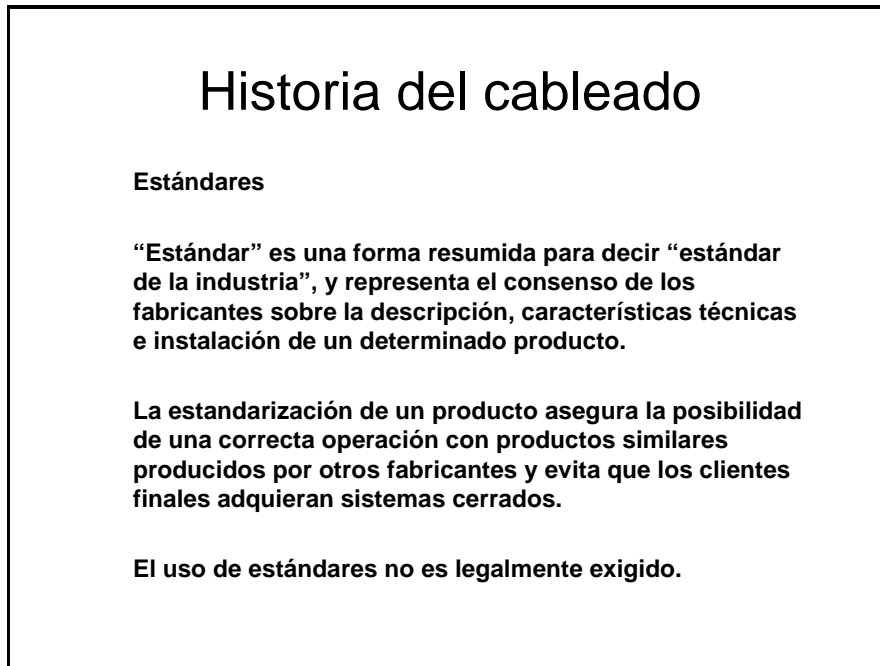 Historia del cableado
Estándares
“Estándar” es una forma resumida para decir “estándar
de la industria”, y representa el consenso de los
fabricantes sobre la descripción, características técnicas
e instalación de un determinado producto.
La estandarización de un producto asegura la posibilidad
de una correcta operación con productos similares
producidos por otros fabricantes y evita que los clientes
finales adquieran sistemas cerrados.
El uso de estándares no es legalmente exigido.